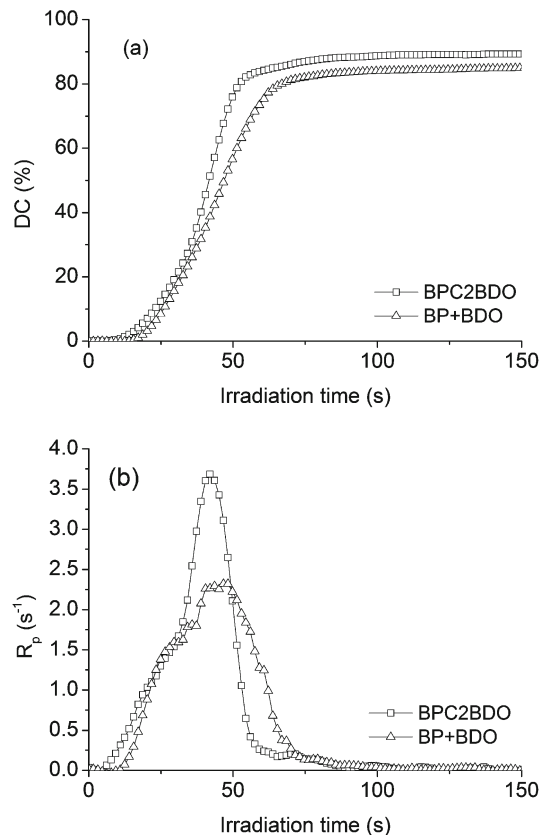 (a)
100
80
60
40
20
0
DC (%)
BPC2BDO
BP+BDO
0 50 100 150
Irradiation time (s)
(b)
4.0
3.5
3.0
2.5
2.0
1.5
1.0
0.5
0.0
Rp (s-1)
BPC2BDO
BP+BDO
0 50 100 150
Irradiation time (s)